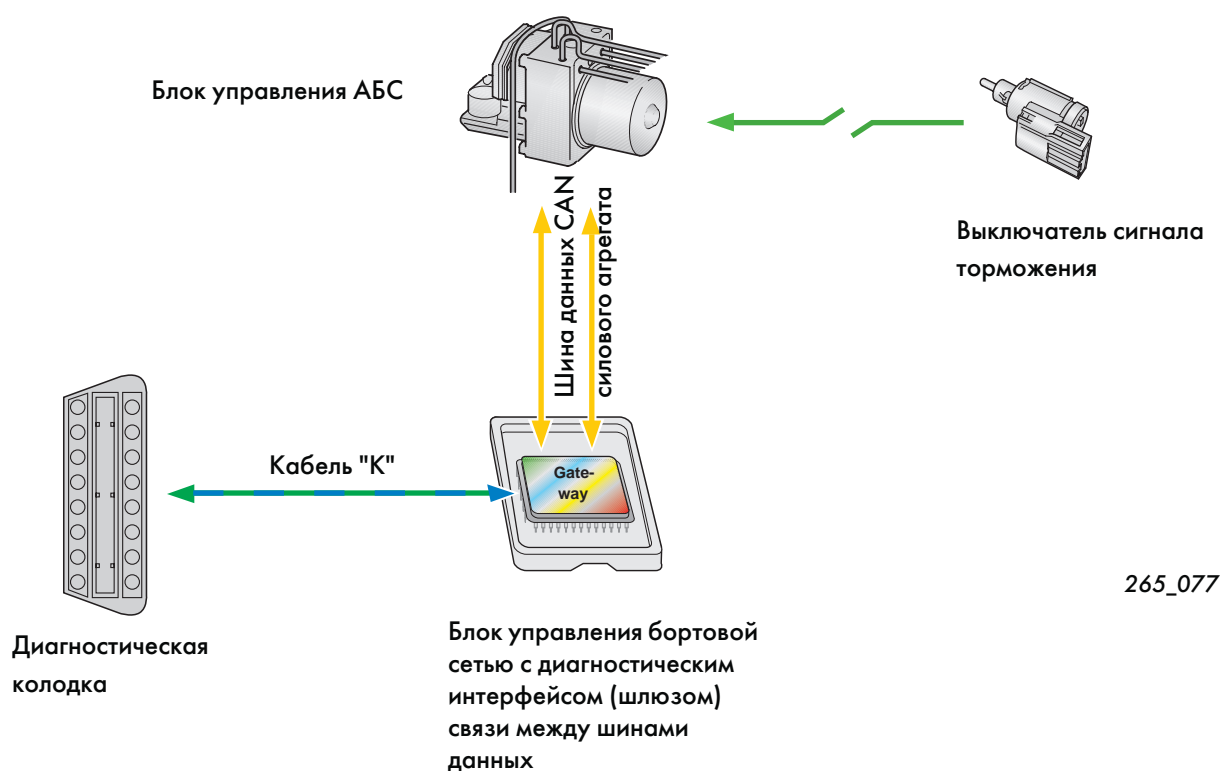 Блок управления АБС
Выключатель сигнала
торможения
Шина данных CAN
силового агрегата
Кабель "К"
Gate-
way
265_077
Диагностическая
колодка
Блок управления бортовой
сетью с диагностическим
интерфейсом (шлюзом)
связи между шинами
данных